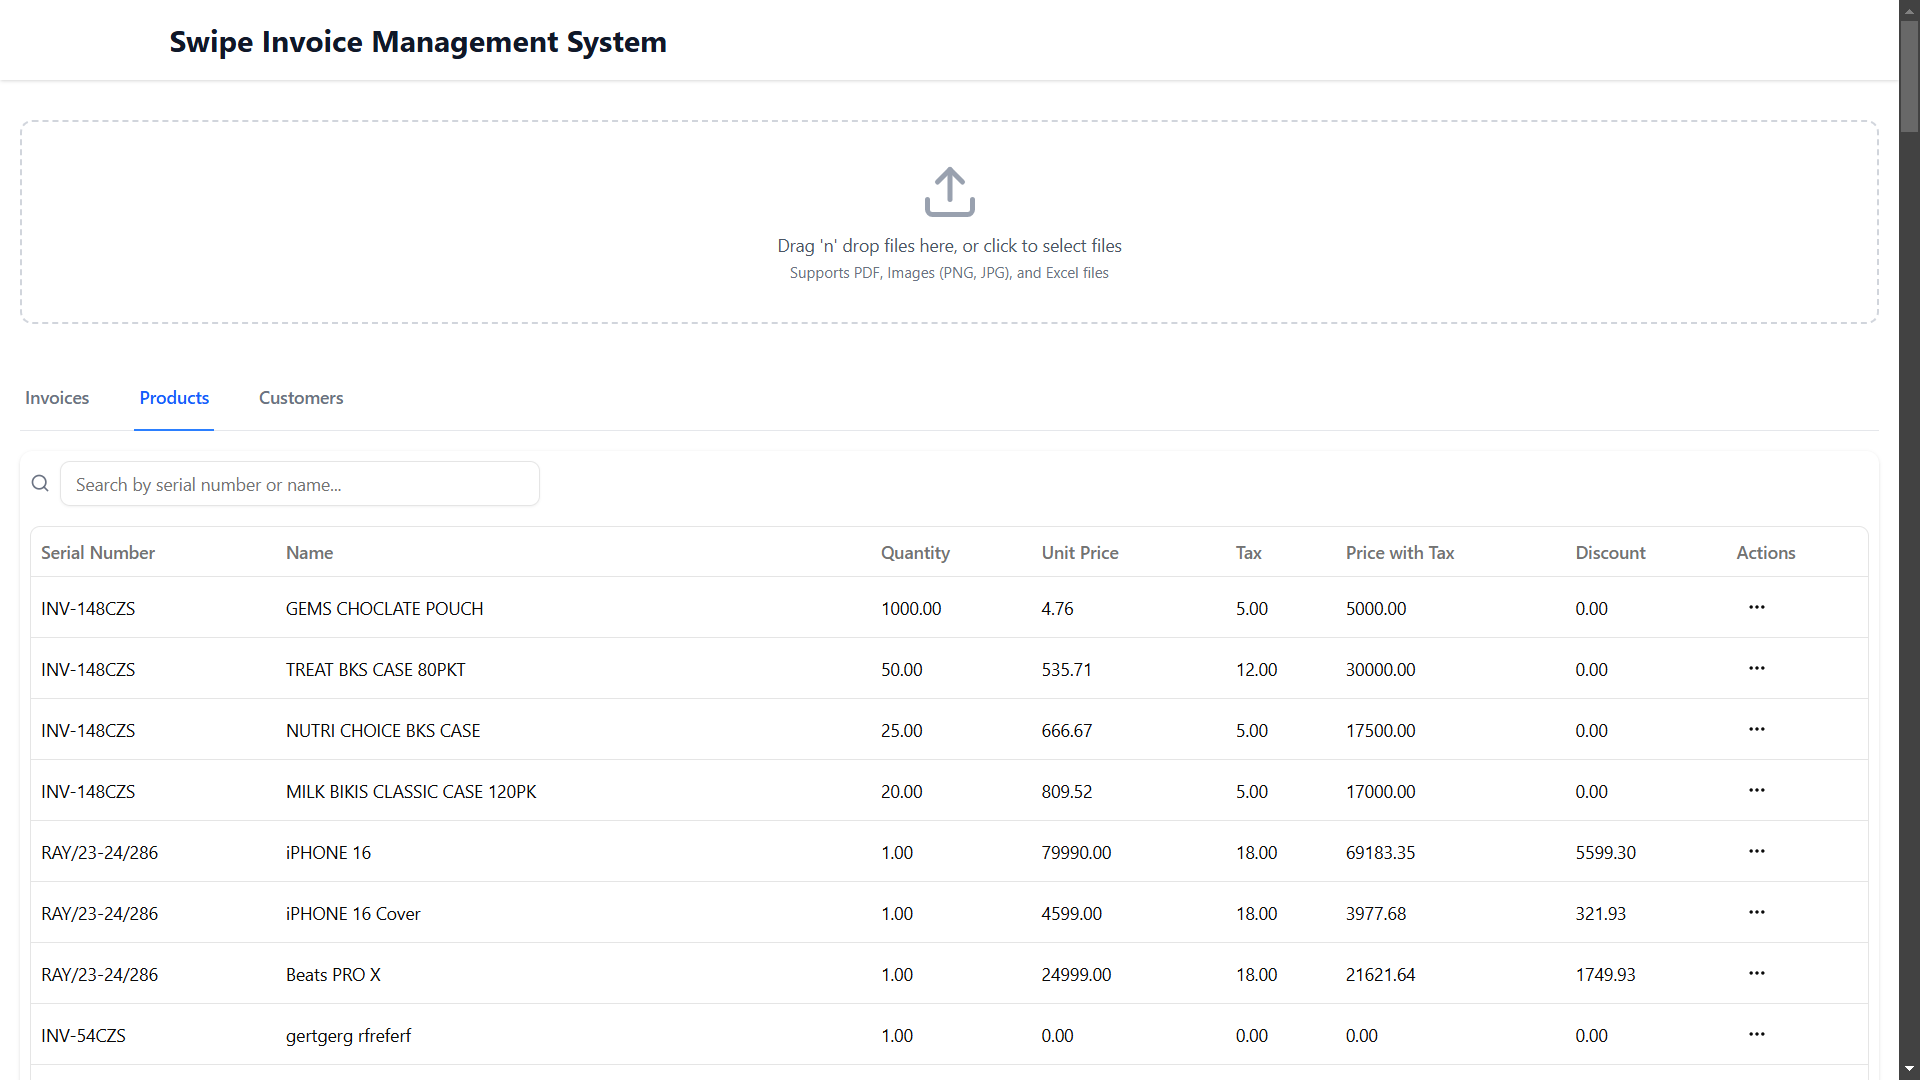 Swipe Invoice Management System
Drag 'n' drop files here, or click to select files
Supports PDF, Images (PNG, JPG), and Excel files
Invoices Products Customers
Search by serial number or name...
Serial Number Name Quantity Unit Price Tax Price with Tax Discount Actions
INV-148CZS GEMS CHOCLATE POUCH 1000.00 4.76 5.00 5000.00 0.00 ...
INV-148CZS TREAT BKS CASE 80PKT 50.00 535.71 12.00 30000.00 0.00 ...
INV-148CZS NUTRI CHOICE BKS CASE 25.00 666.67 5.00 17500.00 0.00 ...
INV-148CZS MILK BIKIS CLASSIC CASE 120PK 20.00 809.52 5.00 17000.00 0.00 ...
RAY/23-24/286 iPHONE 16 1.00 79990.00 18.00 69183.35 5599.30 ...
RAY/23-24/286 iPHONE 16 Cover 1.00 4599.00 18.00 3977.68 321.93 ...
RAY/23-24/286 Beats PRO X 1.00 24999.00 18.00 21621.64 1749.93 ...
INV-54CZS gertgerg rfreferf 1.00 0.00 0.00 0.00 0.00 ...